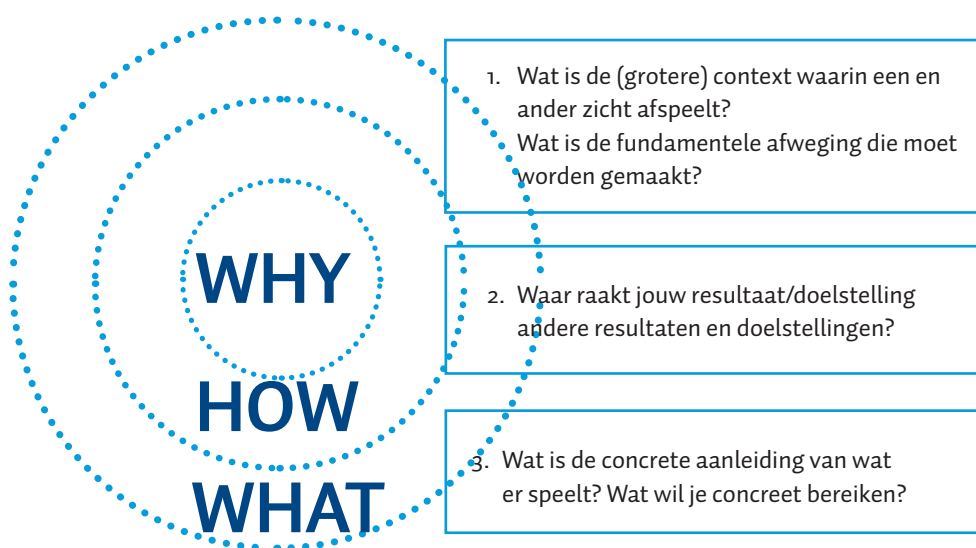 WHY
HOW
WHAT
1. Wat is de (grotere) context waarin een en
ander zicht afspeelt?
Wat is de fundamentele afweging die moet
worden gemaakt?
2. Waar raakt jouw resultaat/doelstelling
andere resultaten en doelstellingen?
3. Wat is de concrete aanleiding van wat
er speelt? Wat wil je concreet bereiken?